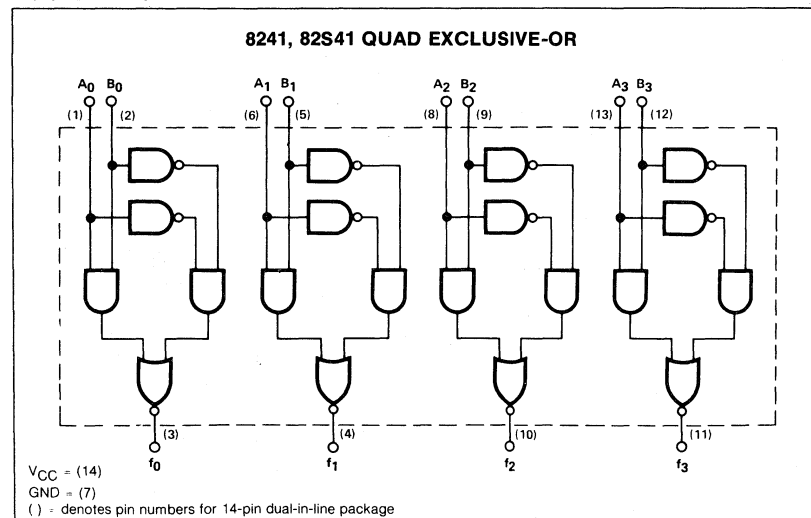 8241, 82S41 QUAD EXCLUSIVE-OR
A0 B0 A1 B1 A2 B2 A3 B3
(1) (2) (6) (5) (8) (9) (13) (12)
(3) (4) (10) (11)
f0 f1 f2 f3
VCC = (14)
GND = (7)
( ) = denotes pin numbers for 14-pin dual-in-line package